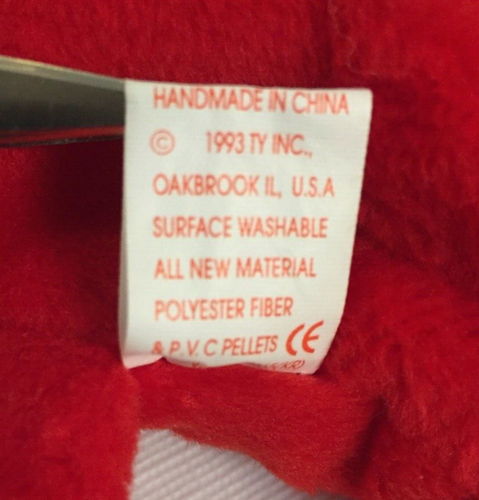 HANDMADE IN CHINA
© 1993 TY INC.,
OAKBROOK IL, U.S.A
SURFACE WASHABLE
ALL NEW MATERIAL
POLYESTER FIBER
& P.V.C PELLETS CE